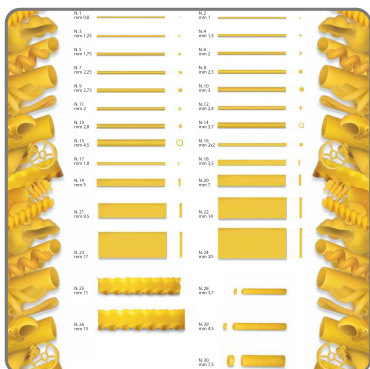 N. 1
mm 0,8
N. 2
mm 1
N. 3
mm 1,25
N. 4
mm 1,5
N. 5
mm 1,75
N. 6
mm 2
N. 7
mm 2,25
N. 8
mm 2,5
N. 9
mm 2,75
N. 10
mm 3
N. 11
mm 2
N. 12
mm 2,4
N. 13
mm 2,8
N. 14
mm 3,7
N. 15
mm 4,5
N. 16
mm 2x2
N. 17
mm 1,8
N. 18
mm 3,5
N. 19
mm 5
N. 20
mm 7
N. 21
mm 9,5
N. 22
mm 14
N. 23
mm 17
N. 24
mm 20
N. 25
mm 11
N. 28
mm 3,7
N. 26
mm 15
N. 29
mm 4,5
N. 30
mm 7,5